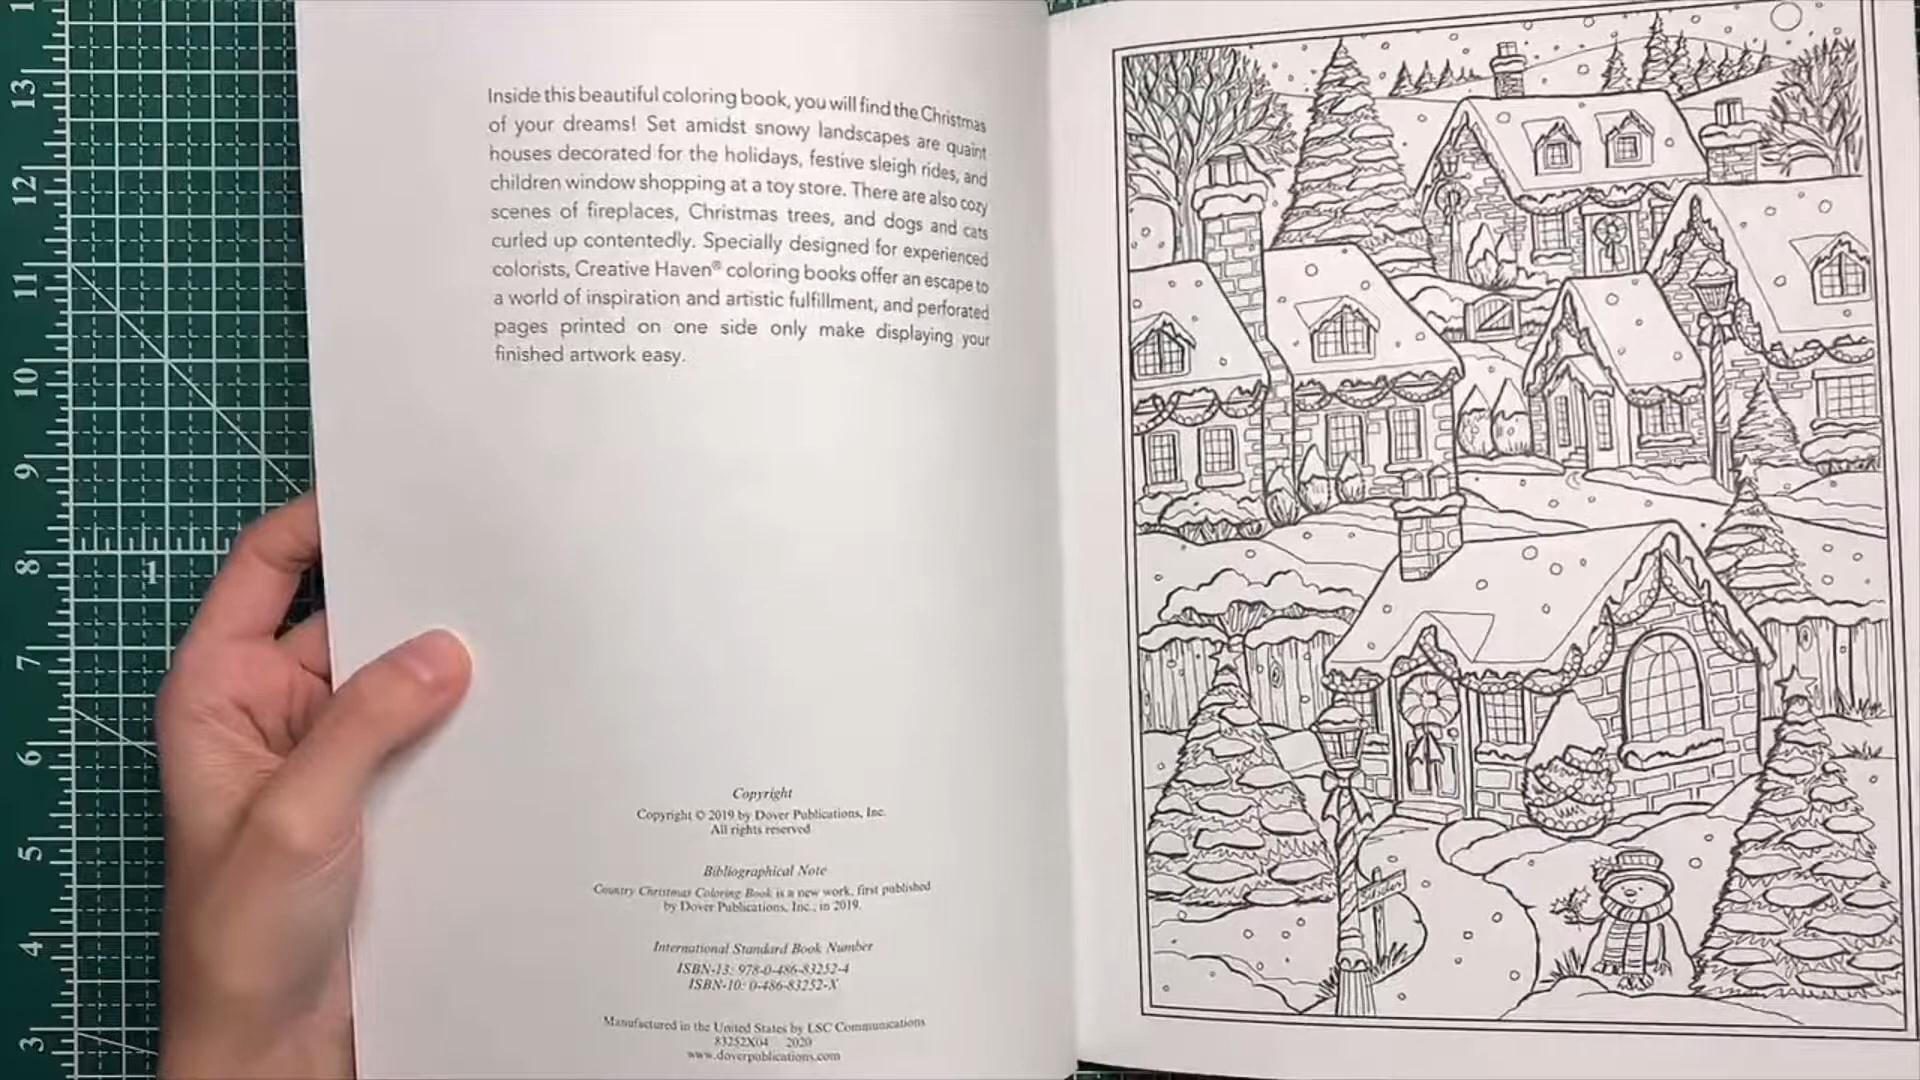 Inside this beautiful coloring book, you will find the Christmas
of your dreams! Set amidst snowy landscapes are quaint
houses decorated for the holidays, festive sleigh rides, and
children window shopping at a toy store. There are also cozy
scenes of fireplaces, Christmas trees, and dogs and cats
curled up contentedly. Specially designed for experienced
colorists, Creative Haven® coloring books offer an escape to
a world of inspiration and artistic fulfillment, and perforated
pages printed on one side only make displaying your
finished artwork easy.
Copyright
Copyright © 2019 by Dover Publications, Inc.
All rights reserved
Bibliographical Note
Country Christmas Coloring Book is a new work, first published
by Dover Publications, Inc., in 2019.
International Standard Book Number
ISBN-13: 978-0-486-83252-4
ISBN-10: 0-486-83252-X
Manufactured in the United States by LSC Communications
83252X04 2020
www.doverpublications.com
13
12
11
10
9
8
7
6
5
4
3
1